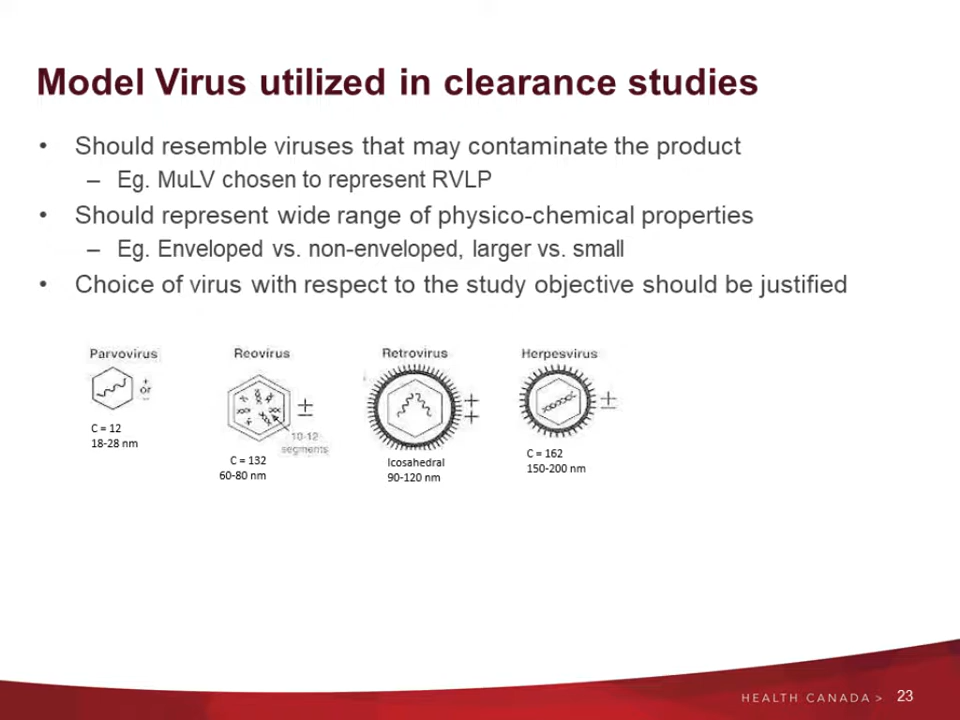 Model Virus utilized in clearance studies
• Should resemble viruses that may contaminate the product
– Eg. MuLV chosen to represent RVLP
• Should represent wide range of physico-chemical properties
– Eg. Enveloped vs. non-enveloped, larger vs. small
• Choice of virus with respect to the study objective should be justified
Parvovirus
+
or
-
C = 12
18-28 nm
Reovirus
±
10-12
segments
C = 132
60-80 nm
Retrovirus
+
+
Icosahedral
90-120 nm
Herpesvirus
±
C = 162
150-200 nm
HEALTH CANADA > 23